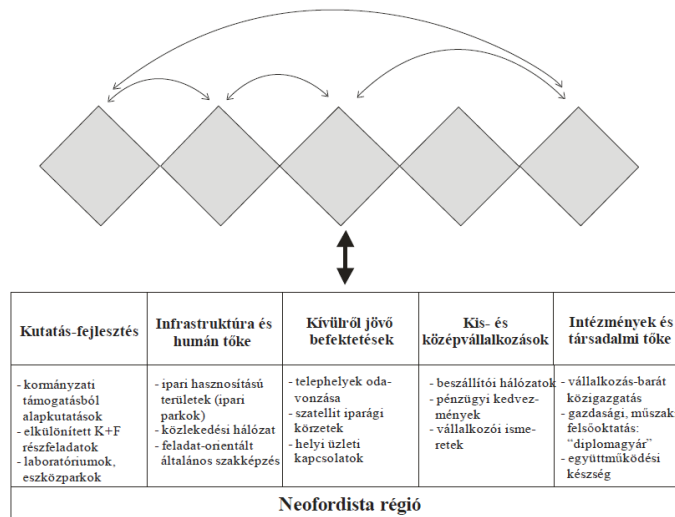 Kutatás-fejlesztés
Infrastruktúra és
humán tőke
Kívülről jövő
befektetések
Kis- és
középvállalkozások
Intézmények és
társadalmi tőke
- kormányzati
támogatásból
alapkutatások
- elkülönített K+F
részfeladatok
- laboratóriumok,
eszközparkok
- ipari hasznosítású
területek (ipari
parkok)
- közlekedési hálózat
- feladat-orientált
általános szakképzés
- telephelyek oda-
vonzása
- szatellit iparági
körzetek
- helyi üzleti
kapcsolatok
- beszállítói hálózatok
- pénzügyi kedvez-
mények
- vállalkozói isme-
retek
- vállalkozás-barát
közigazgatás
- gazdasági, műszaki
felsőoktatás:
"diplomagyár"
- együttműködési
készség
Neofordista régió